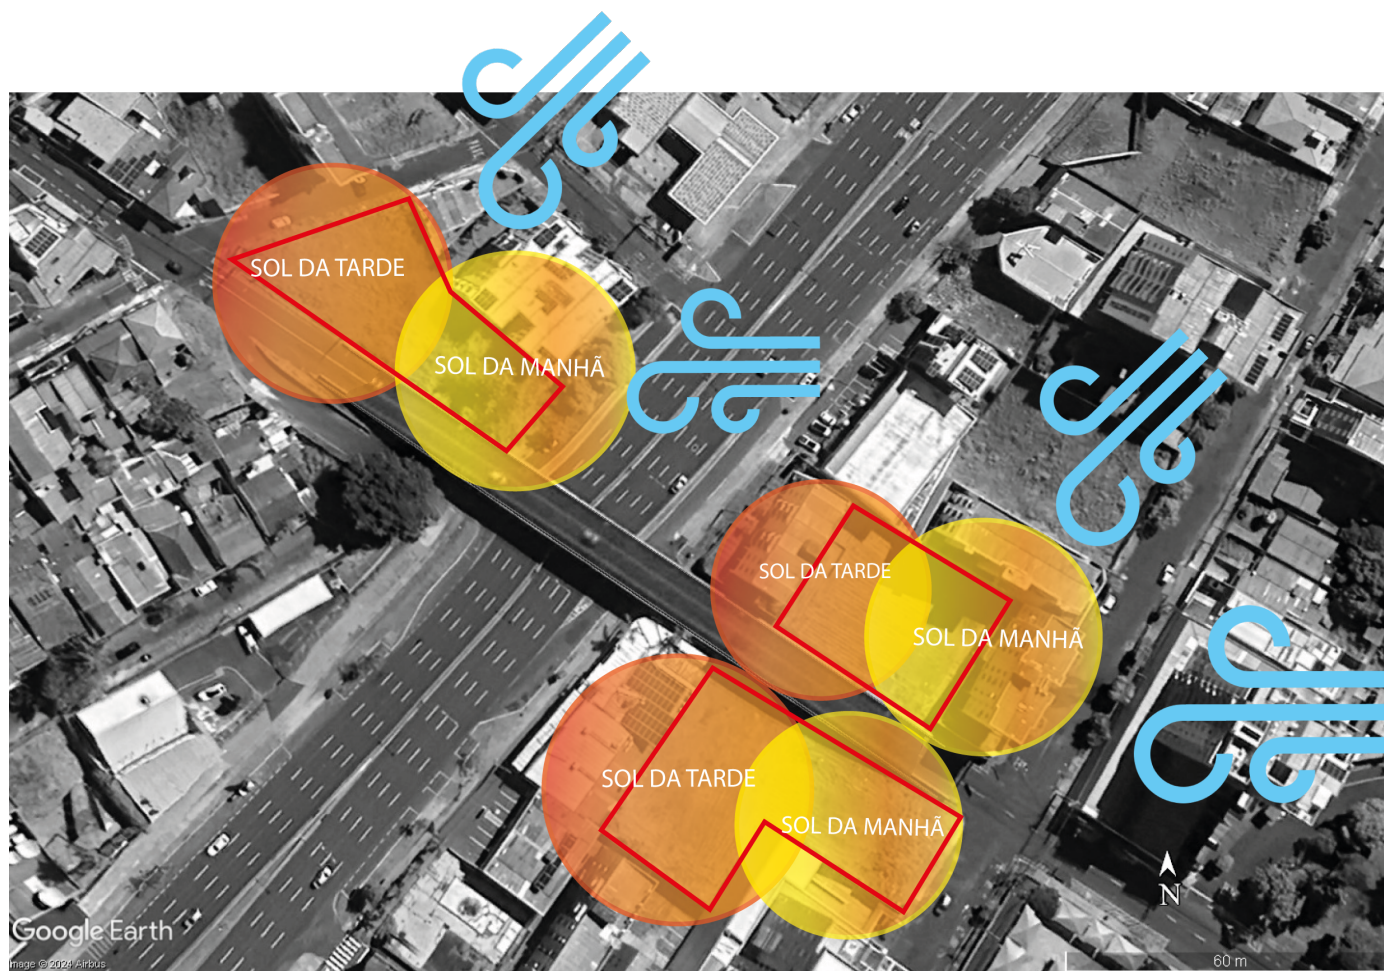 SOL DA TARDE
SOL DA MANHÃ
SOL DA TARDE
SOL DA MANHÃ
SOL DA TARDE
SOL DA MANHÃ
N
Google Earth
Image © 2024 Airbus
60 m